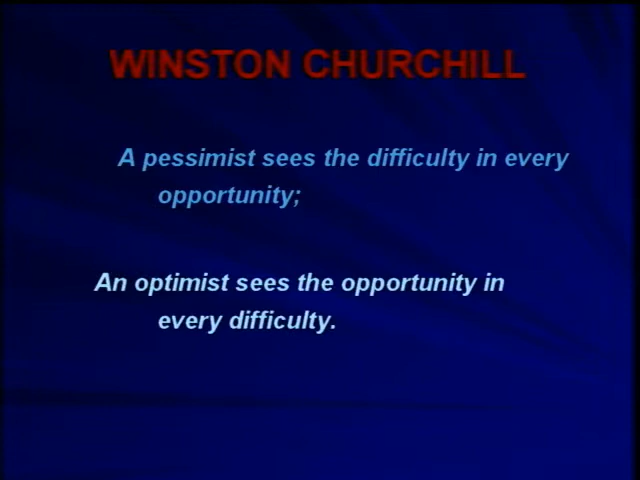 WINSTON CHURCHILL
A pessimist sees the difficulty in every
opportunity;
An optimist sees the opportunity in
every difficulty.